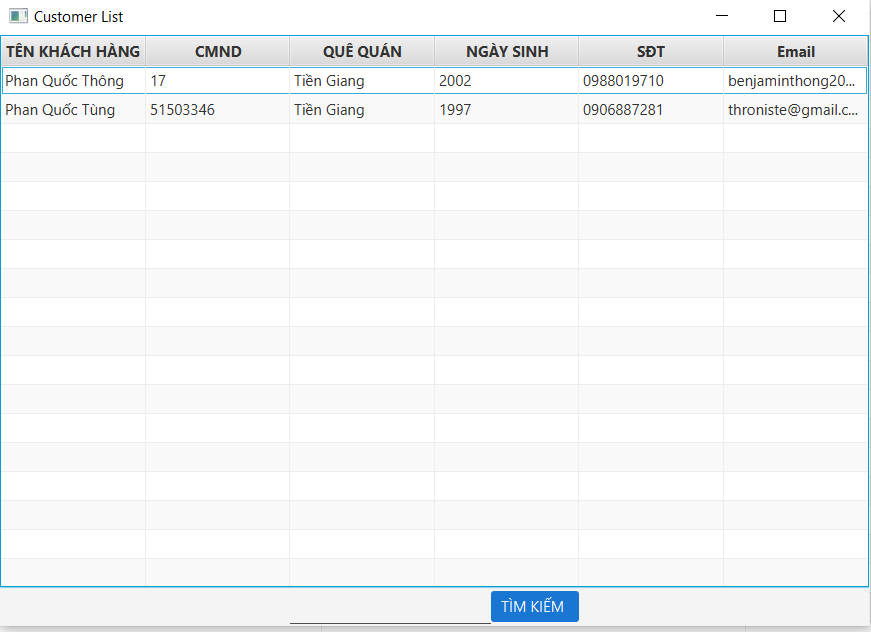 Customer List
TÊN KHÁCH HÀNG CMND QUÊ QUÁN NGÀY SINH SĐT Email
Phan Quốc Thông 17 Tiền Giang 2002 0988019710 benjaminthong20...
Phan Quốc Tùng 51503346 Tiền Giang 1997 0906887281 throniste@gmail.c...
TÌM KIẾM